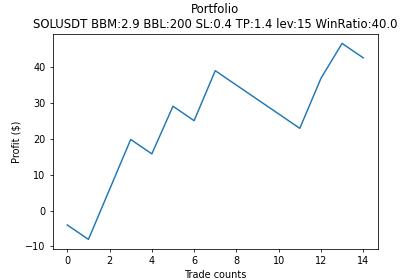 Portfolio
SOLUSDT BBM:2.9 BBL:200 SL:0.4 TP:1.4 lev:15 WinRatio:40.0
40
30
20
10
0
−10
Profit ($)
0 2 4 6 8 10 12 14
Trade counts